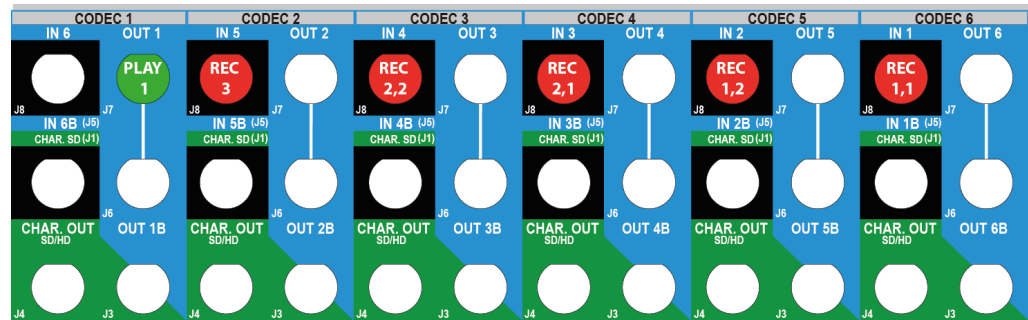 CODEC 1 CODEC 2 CODEC 3 CODEC 4 CODEC 5 CODEC 6
IN 6 OUT 1 IN 5 OUT 2 IN 4 OUT 3 IN 3 OUT 4 IN 2 OUT 5 IN 1 OUT 6
PLAY REC REC REC REC REC
1 3 2,2 2,1 1,2 1,1
J8 J7 J8 J7 J8 J7 J8 J7 J8 J7 J8 J7
IN 6B (J5) IN 5B (J5) IN 4B (J5) IN 3B (J5) IN 2B (J5) IN 1B (J5)
CHAR. SD (J1) CHAR. SD (J1) CHAR. SD (J1) CHAR. SD (J1) CHAR. SD (J1) CHAR. SD (J1)
J6 J6 J6 J6 J6 J6
CHAR. OUT OUT 1B CHAR. OUT OUT 2B CHAR. OUT OUT 3B CHAR. OUT OUT 4B CHAR. OUT OUT 5B CHAR. OUT OUT 6B
SD/HD SD/HD SD/HD SD/HD SD/HD SD/HD
J4 J3 J4 J3 J4 J3 J4 J3 J4 J3 J4 J3